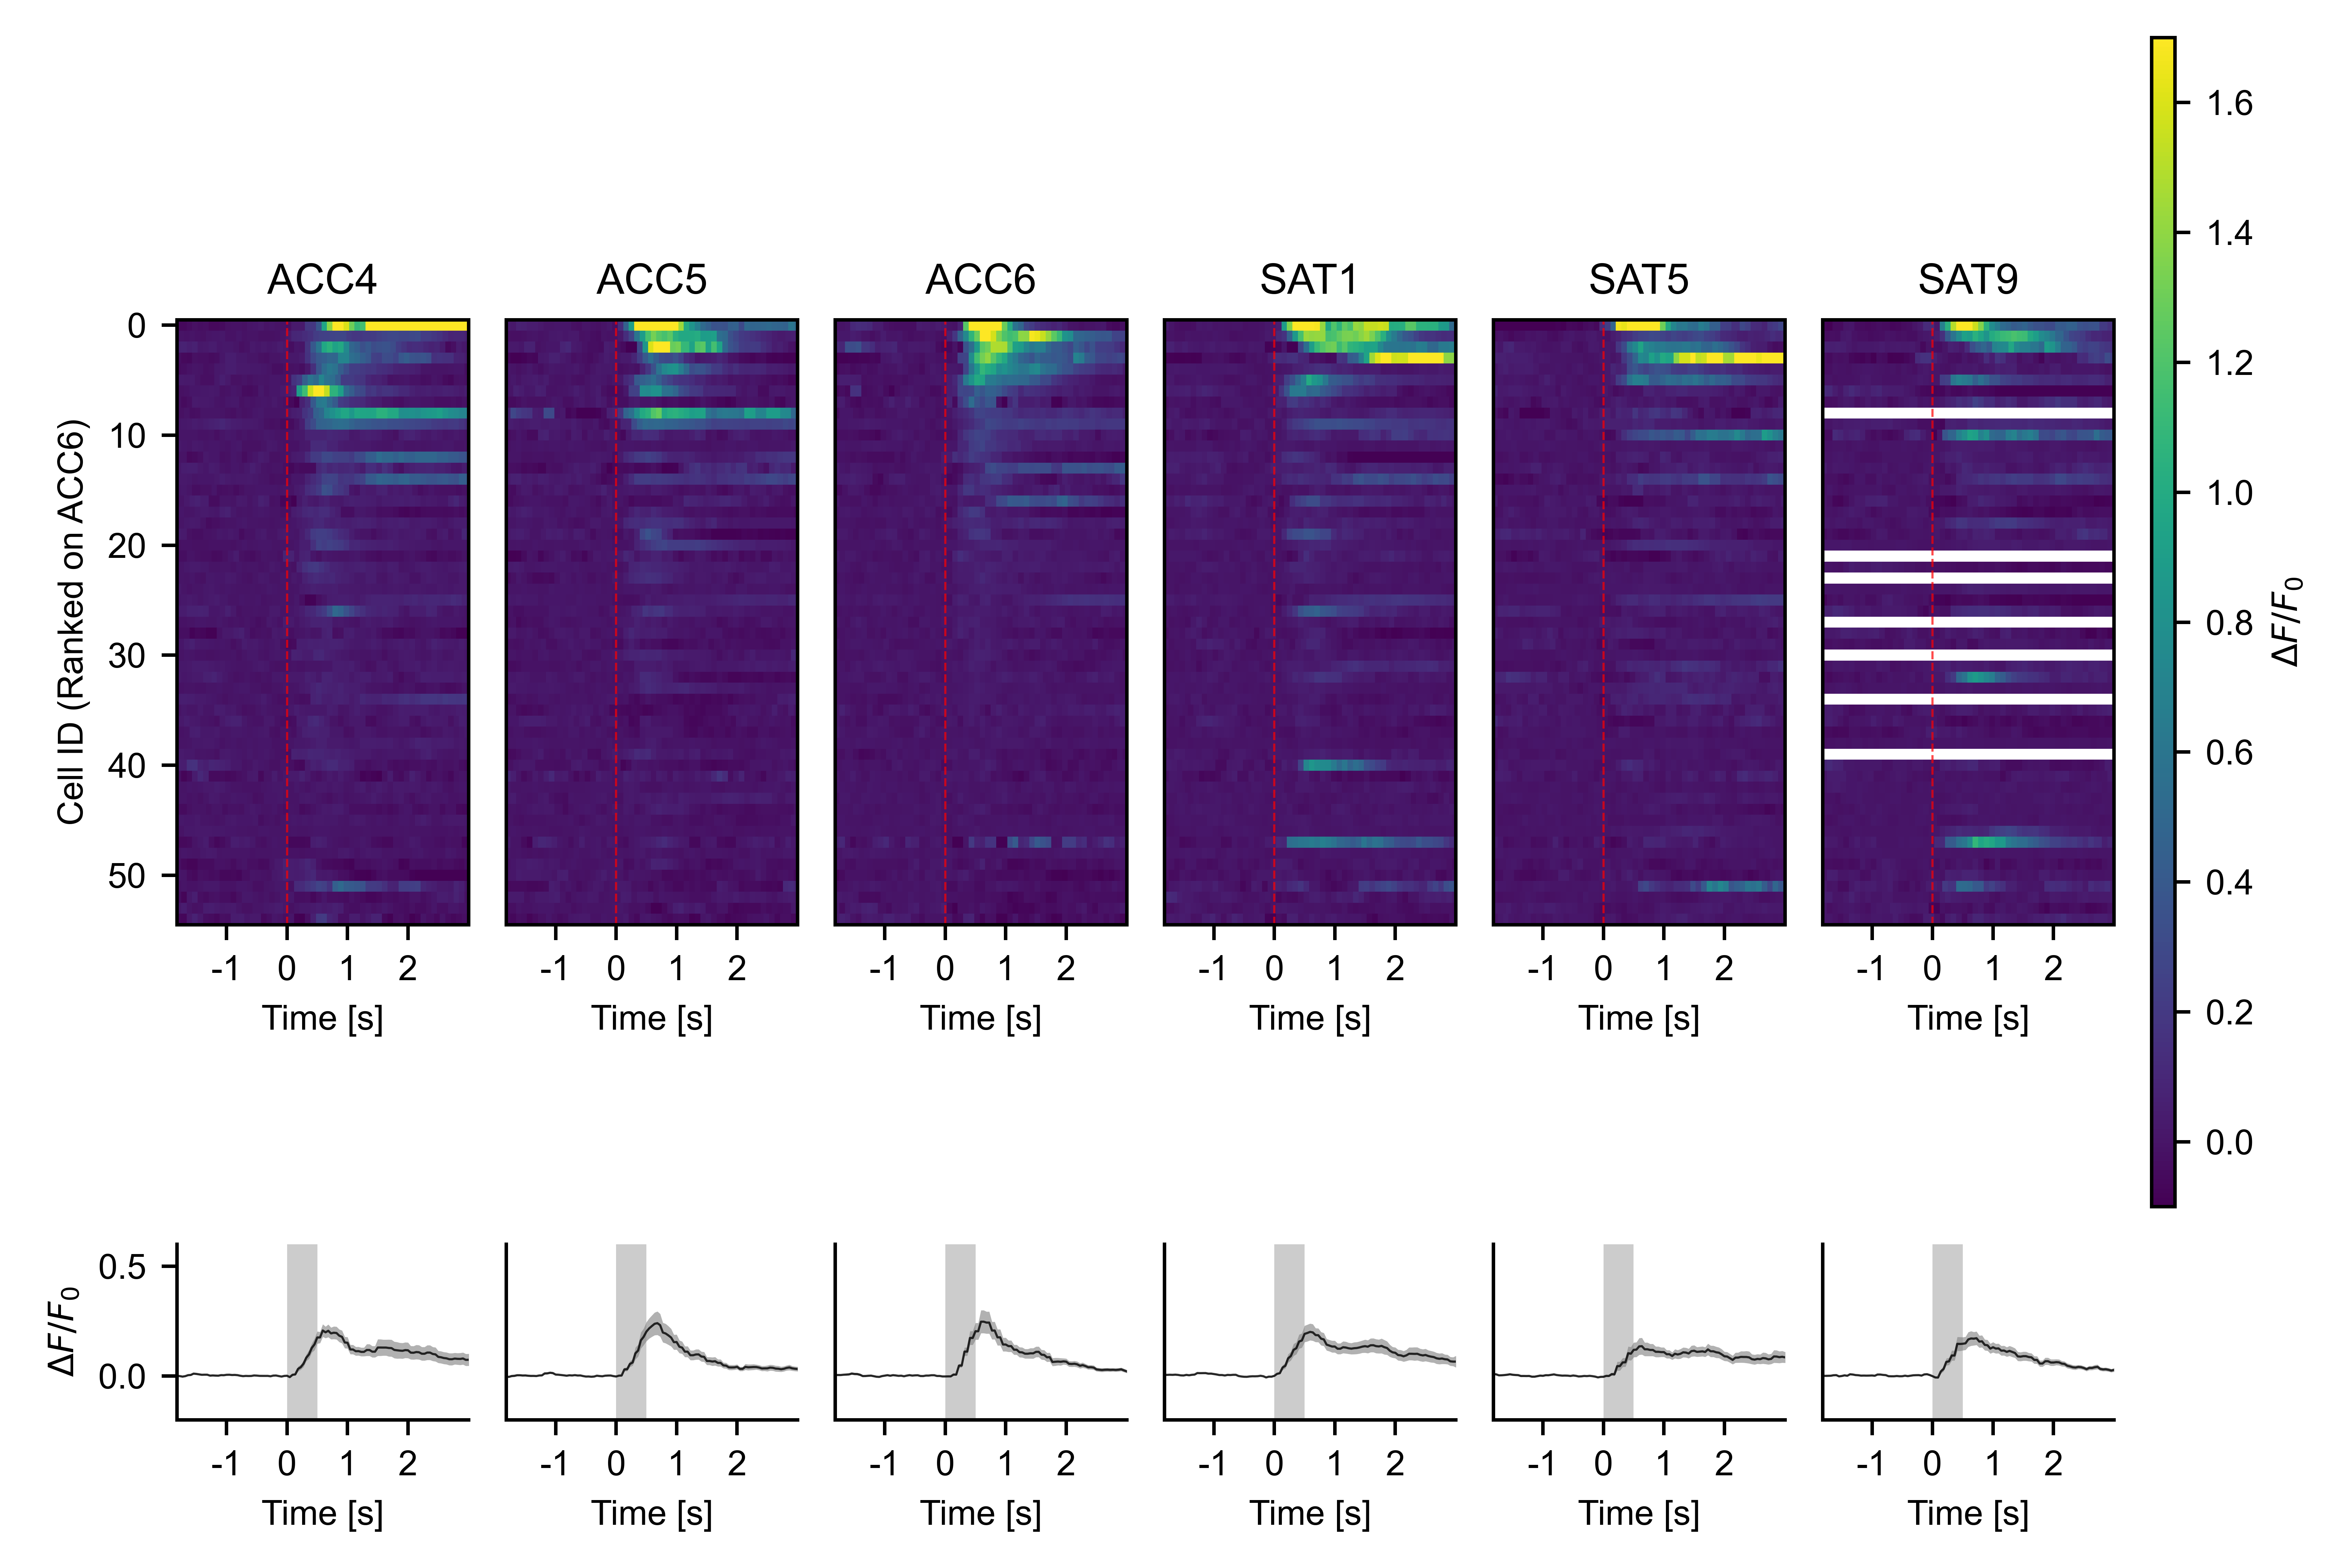 ACC4 ACC5 ACC6 SAT1 SAT5 SAT9
Cell ID (Ranked on ACC6)
0
10
20
30
40
50
-1 0 1 2 -1 0 1 2 -1 0 1 2 -1 0 1 2 -1 0 1 2 -1 0 1 2
Time [s] Time [s] Time [s] Time [s] Time [s] Time [s]
1.6
1.4
1.2
1.0
0.8
0.6
0.4
0.2
0.0
ΔF/F0
ΔF/F0
0.5
0.0
-1 0 1 2 -1 0 1 2 -1 0 1 2 -1 0 1 2 -1 0 1 2 -1 0 1 2
Time [s] Time [s] Time [s] Time [s] Time [s] Time [s]